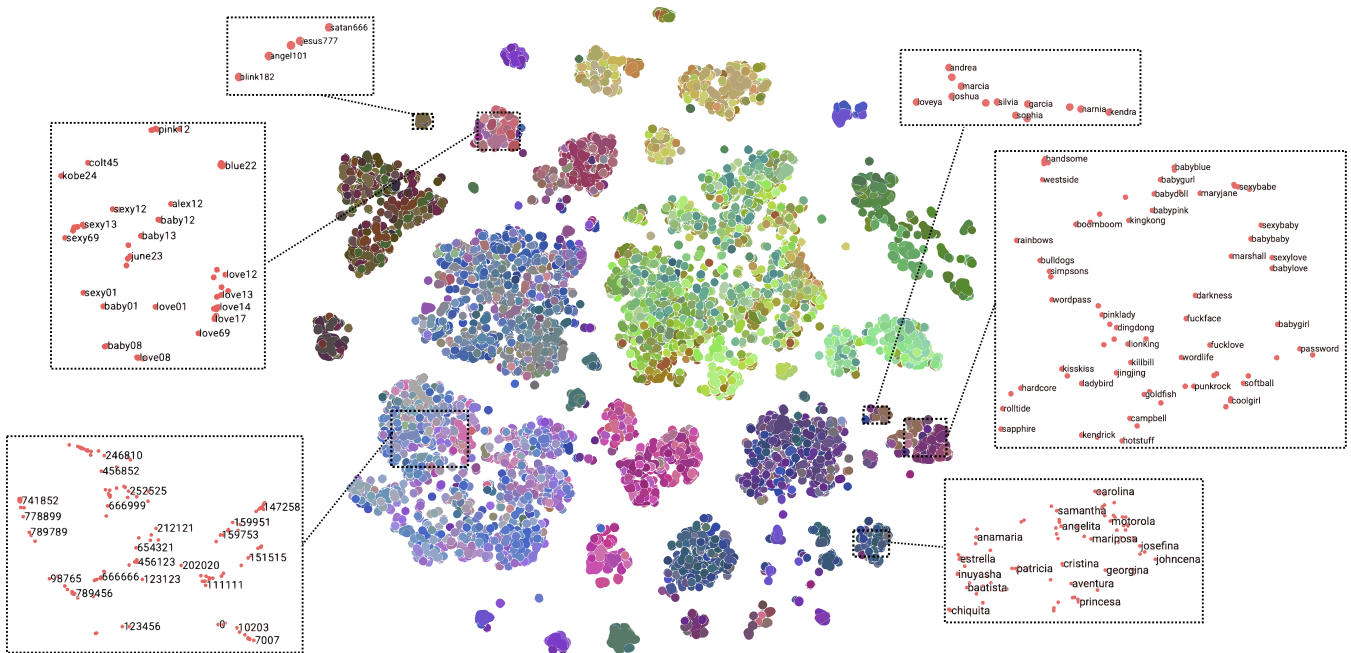 satan666
jesus777
angel101
blink182
pink12
colt45
blue22
kobe24
alex12
sexy12
baby12
sexy13
sexy69
baby13
june23
love12
sexy01
love13
baby01
love01
love14
love17
love69
baby08
love08
246810
456852
252525
741852
666999
147258
778899
159951
212121
789789
159753
654321
151515
456123
202020
98765
666666
123123
111111
789456
123456
0
10203
7007
andrea
marcia
joshua
loveya
silvia
garcia
narnia
kendra
sophia
handsome
babyblue
westside
babygurl
sexybabe
babydoll
maryjane
babypink
boomboom
kingkong
sexybaby
rainbows
babybaby
bulldogs
marshall
sexylove
simpsons
babylove
darkness
wordpass
pinklady
fuckface
dingdong
babygirl
lionking
fucklove
password
killbill
wordlife
kisskiss
jingjing
hardcore
ladybird
punkrock
softball
goldfish
coolgirl
rolltide
campbell
sapphire
kendrick
hotstuff
carolina
samantha
angelita
motorola
anamaria
mariposa
josefina
estrella
cristina
johncena
inuyasha
patricia
georgina
bautista
aventura
princesa
chiquita